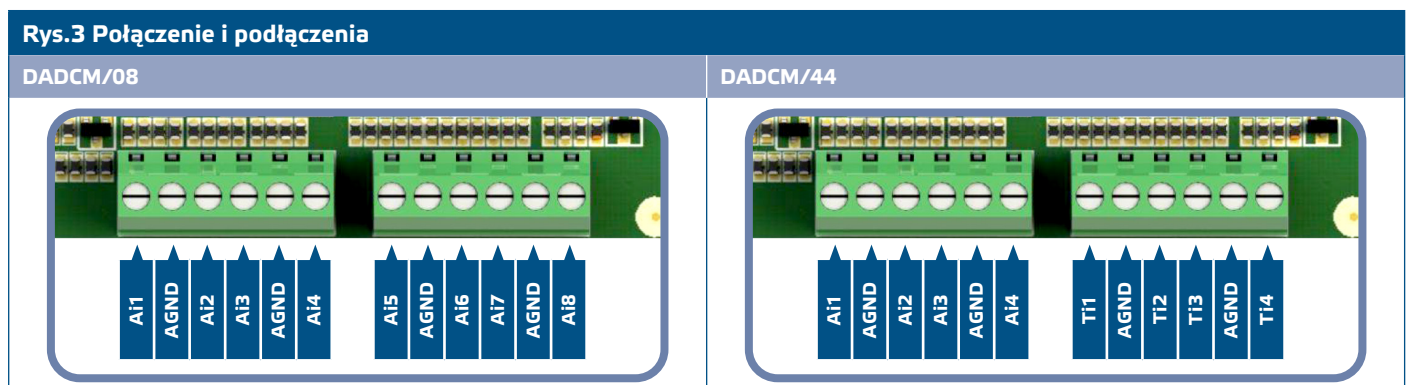 Rys.3 Połączenie i podłączenia
DADCM/08
DADCM/44
Ai1
AGND
Ai2
Ai3
AGND
Ai4
Ai5
AGND
Ai6
Ai7
AGND
Ai8
Ai1
AGND
Ai2
Ai3
AGND
Ai4
Ti1
AGND
Ti2
Ti3
AGND
Ti4